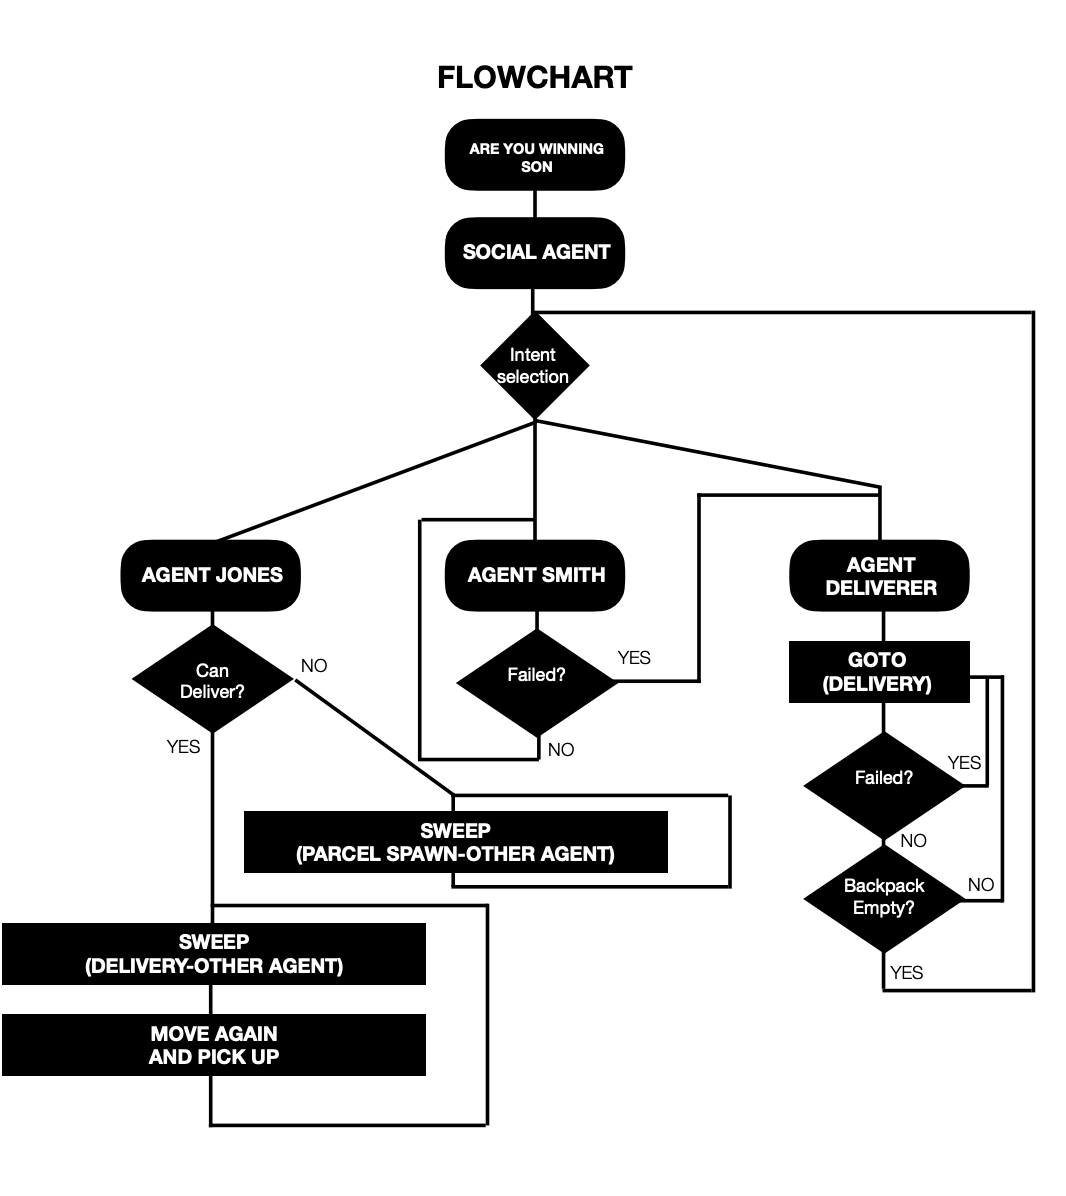 FLOWCHART
ARE YOU WINNING
SON
SOCIAL AGENT
Intent
selection
AGENT JONES
AGENT SMITH
AGENT
DELIVERER
Can
Deliver?
NO
YES
Failed?
YES
NO
GOTO
(DELIVERY)
Failed?
YES
NO
Backpack
Empty?
NO
YES
SWEEP
(PARCEL SPAWN-OTHER AGENT)
SWEEP
(DELIVERY-OTHER AGENT)
MOVE AGAIN
AND PICK UP